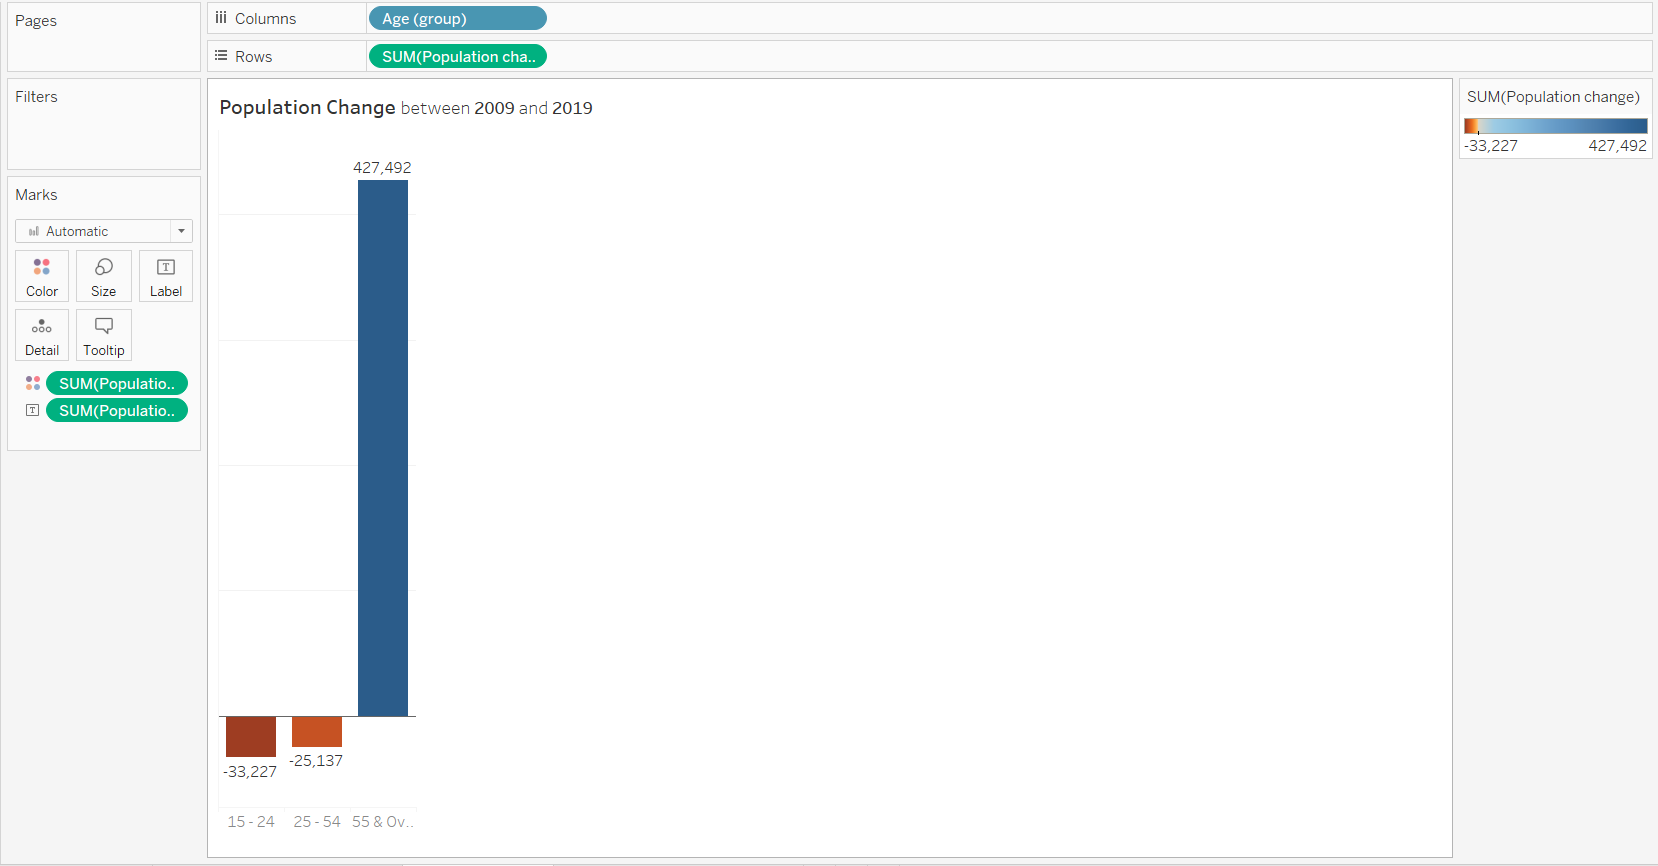 Pages
Columns
Age (group)
Rows
SUM(Population cha..
Filters
Marks
Automatic
Color
Size
T
Label
Detail
Tooltip
SUM(Populatio..
T
SUM(Populatio..
Population Change between 2009 and 2019
427,492
-33,227
-25,137
15 - 24
25 - 54
55 & Ov..
SUM(Population change)
-33,227
427,492